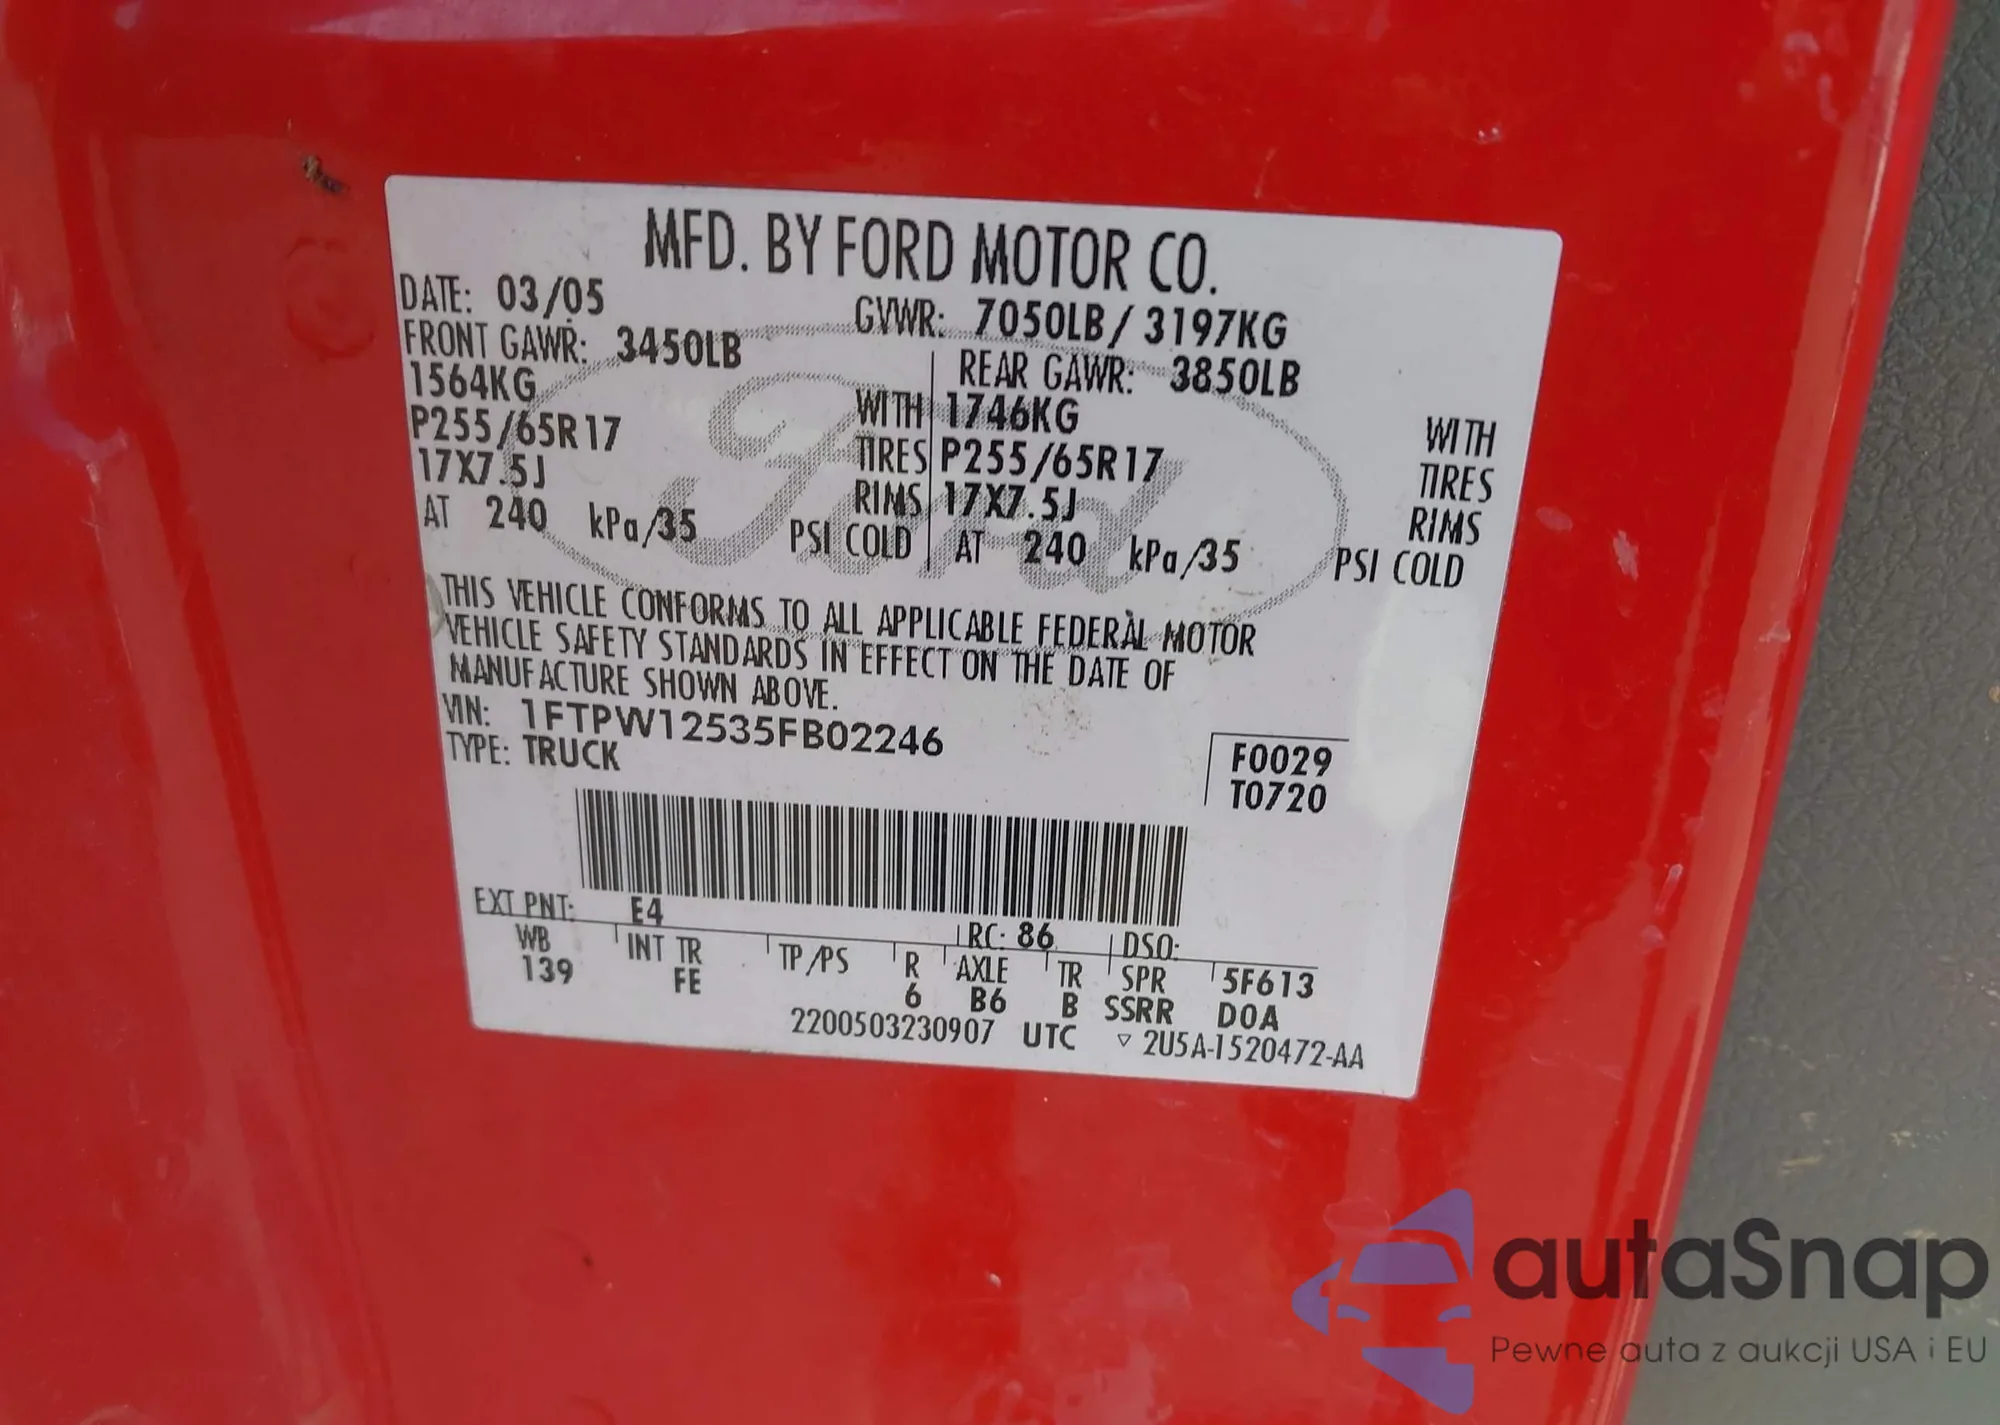 MFD. BY FORD MOTOR CO.
DATE: 03/05 GVWR: 7050LB/ 3197KG
FRONT GAWR: 3450LB REAR GAWR: 3850LB
1564KG WITH 1746KG WITH
P255/65R17 TIRES P255/65R17 TIRES
17X7.5J RIMS 17X7.5J RIMS
AT 240 kPa/35 PSI COLD AT 240 kPa/35 PSI COLD
THIS VEHICLE CONFORMS TO ALL APPLICABLE FEDERAL MOTOR
VEHICLE SAFETY STANDARDS IN EFFECT ON THE DATE OF
MANUFACTURE SHOWN ABOVE.
VIN: 1FTPW12535FB02246
TYPE: TRUCK
F0029
T0720
EXT PNT: E4 RC: 86 DSO:
WB INT TR TP/PS R AXLE TR SPR 5F613
139 FE 6 B6 B SSRR DOA
2200503230907 UTC ▽ 2U5A-1520472-AA
Ford
autaSnap
Pewne auta z aukcji USA i EU